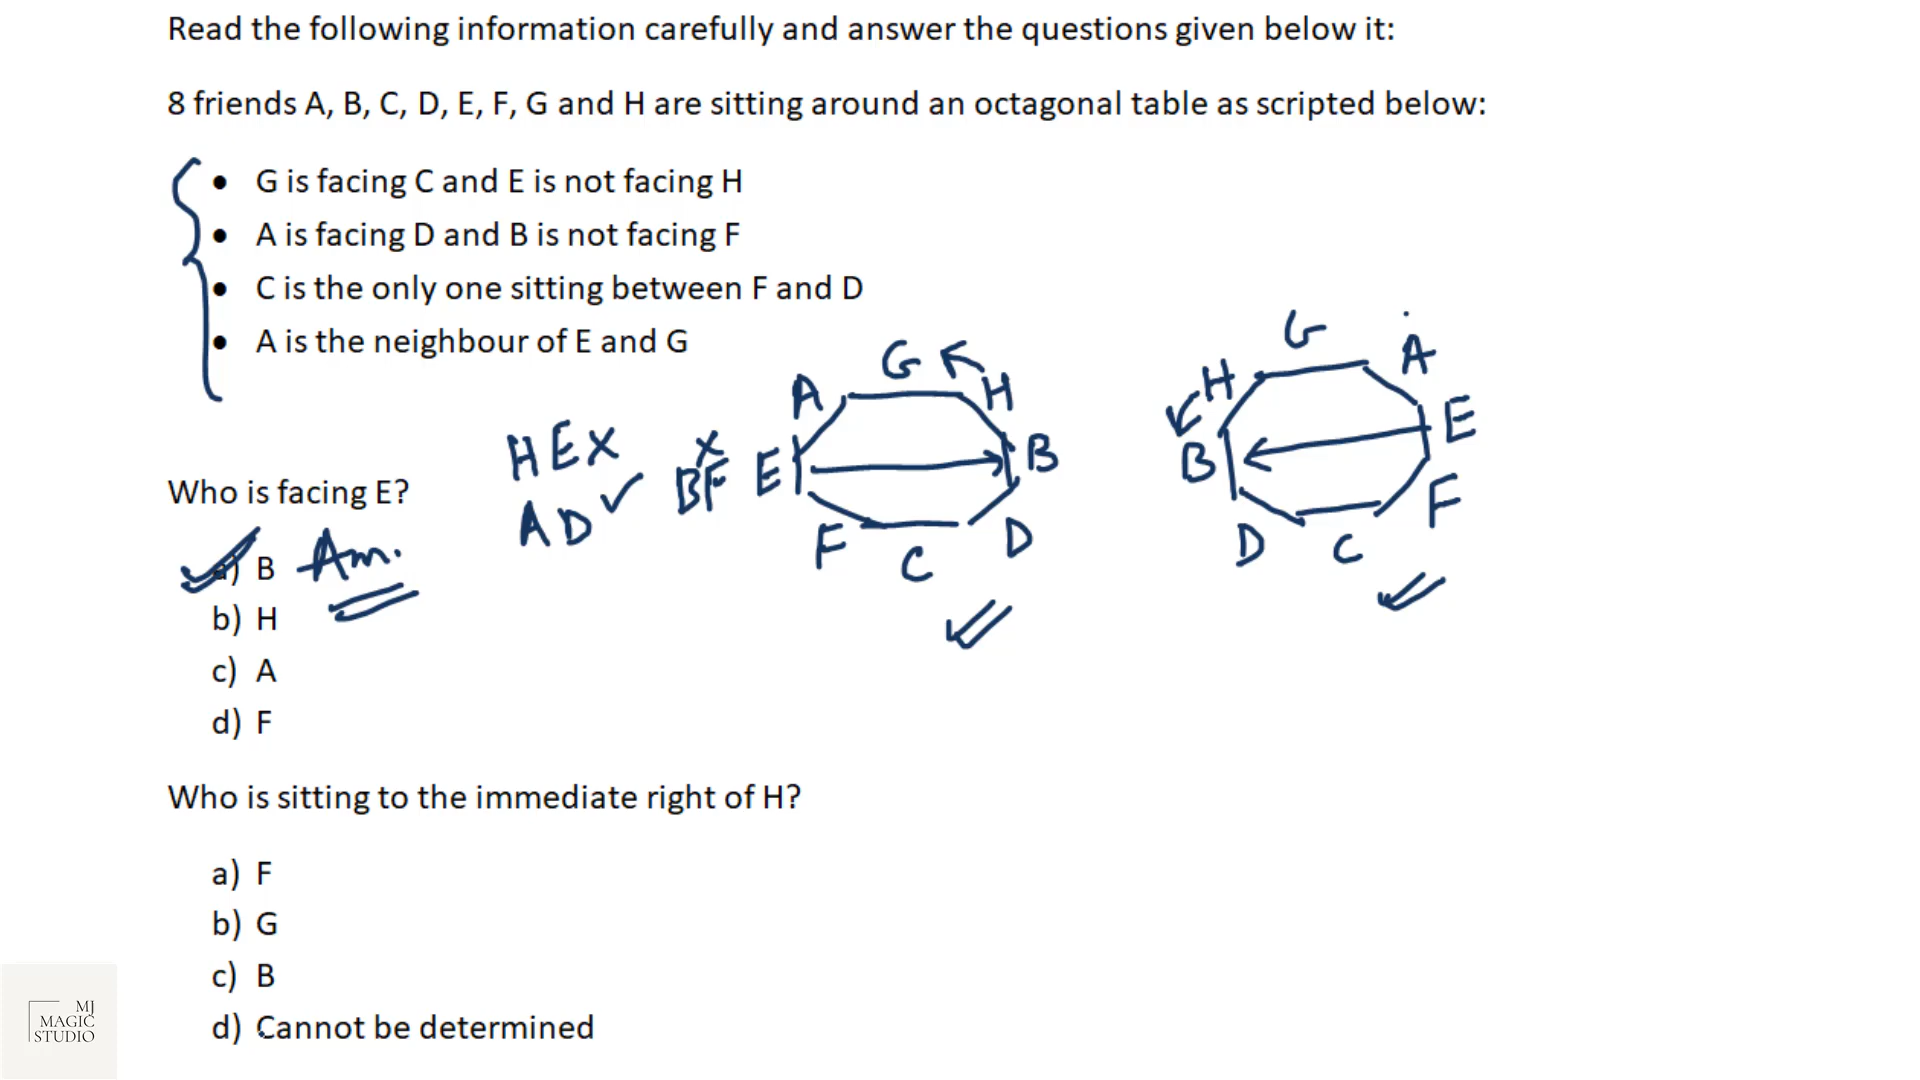 Read the following information carefully and answer the questions given below it:
8 friends A, B, C, D, E, F, G and H are sitting around an octagonal table as scripted below:
• G is facing C and E is not facing H
• A is facing D and B is not facing F
• C is the only one sitting between F and D
• A is the neighbour of E and G
G
A
H
E
B
F
C
D
G
A
H
E
B
F
D
C
HE X
X
BF
AD ✓
Who is facing E?
a) B Am.
b) H
c) A
d) F
Who is sitting to the immediate right of H?
a) F
b) G
c) B
d) Cannot be determined
MJ
MAGIC
STUDIO